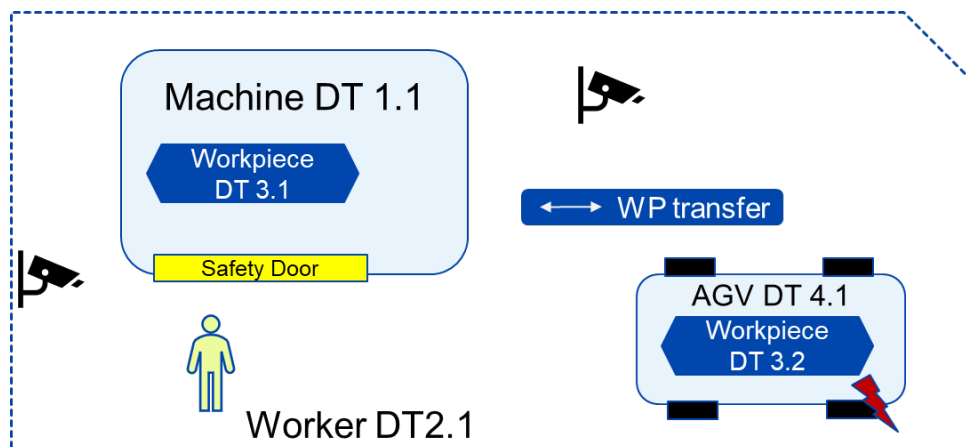 Machine DT 1.1
Workpiece
DT 3.1
WP transfer
Safety Door
AGV DT 4.1
Workpiece
DT 3.2
Worker DT2.1